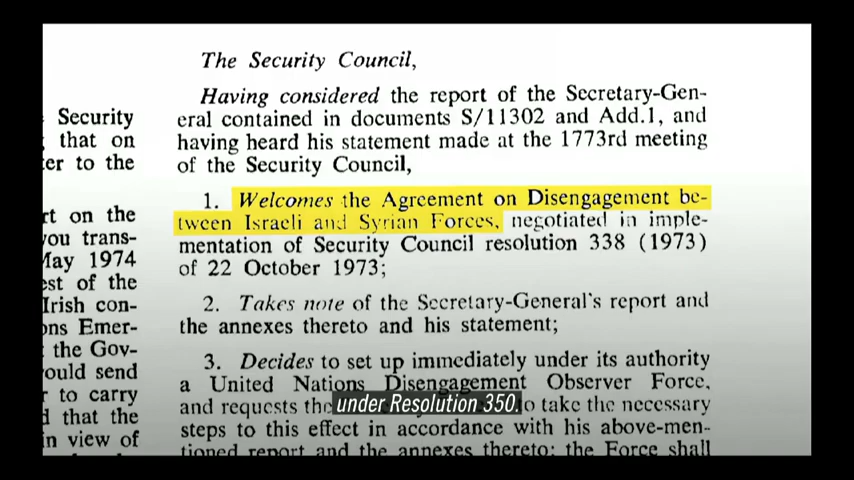 Security
that on
er to the
rt on the
you trans-
May 1974
est of the
Irish con-
ons Emer-
the Gov-
ould send
r to carry
d that the
in view of
The Security Council,
Having considered the report of the Secretary-Gen-
eral contained in documents S/11302 and Add.1, and
having heard his statement made at the 1773rd meeting
of the Security Council,
1. Welcomes the Agreement on Disengagement be-
tween Israeli and Syrian Forces, negotiated in imple-
mentation of Security Council resolution 338 (1973)
of 22 October 1973;
2. Takes note of the Secretary-General's report and
the annexes thereto and his statement;
3. Decides to set up immediately under its authority
a United Nations Disengagement Observer Force,
and requests the to take the necessary
steps to this effect in accordance with his above-men-
tioned report and the annexes thereto; the Force shall
under Resolution 350.